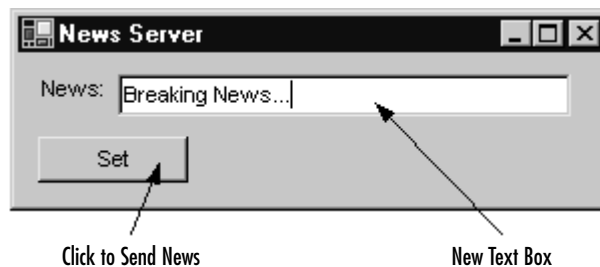 News Server
News: Breaking News...
Set
Click to Send News
New Text Box